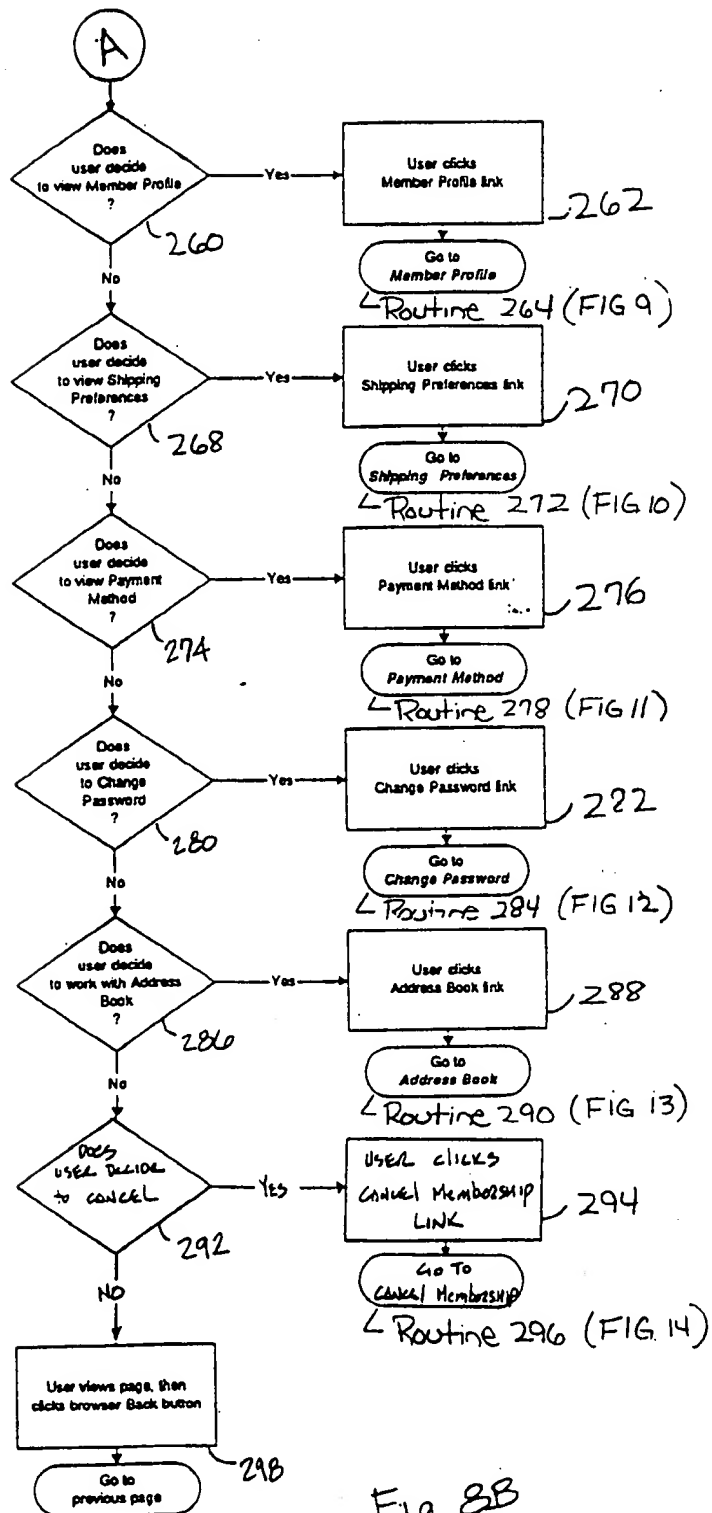 A
Does
user decide
to view Member Profile
?
260
Yes
User clicks
Member Profile link
262
Go to
Member Profile
Routine 264 (FIG 9)
No
Does
user decide
to view Shipping
Preferences
?
268
Yes
User clicks
Shipping Preferences link
270
Go to
Shipping Preferences
Routine 272 (FIG 10)
No
Does
user decide
to view Payment
Method
?
274
Yes
User clicks
Payment Method link
276
Go to
Payment Method
Routine 278 (FIG 11)
No
Does
user decide
to Change
Password
?
280
Yes
User clicks
Change Password link
282
Go to
Change Password
Routine 284 (FIG 12)
No
Does
user decide
to work with Address
Book
?
286
Yes
User clicks
Address Book link
288
Go to
Address Book
Routine 290 (FIG 13)
No
DOES
USER DECIDE
to CANCEL
292
YES
USER clicks
CANCEL MemberSHIP
LINK
294
GO TO
CANCEL MemberSHIP
Routine 296 (FIG. 14)
NO
User views page, then
clicks browser Back button
298
Go to
previous page
Fig 8B